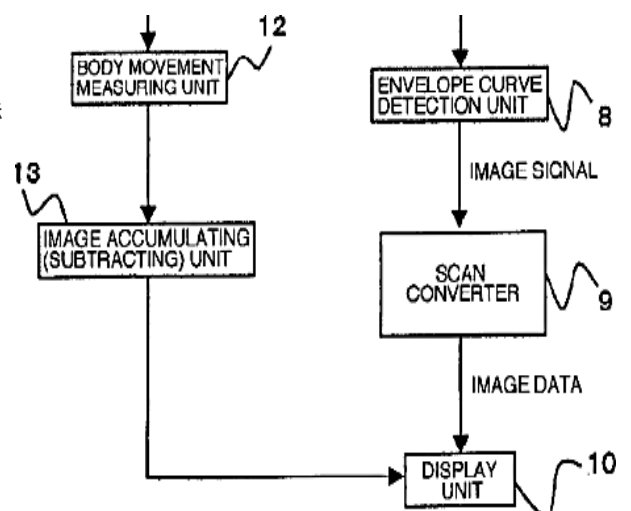 12
BODY MOVEMENT
MEASURING UNIT
ENVELOPE CURVE
DETECTION UNIT
8
IMAGE SIGNAL
13
IMAGE ACCUMULATING
(SUBTRACTING) UNIT
SCAN
CONVERTER
9
IMAGE DATA
DISPLAY
UNIT
10